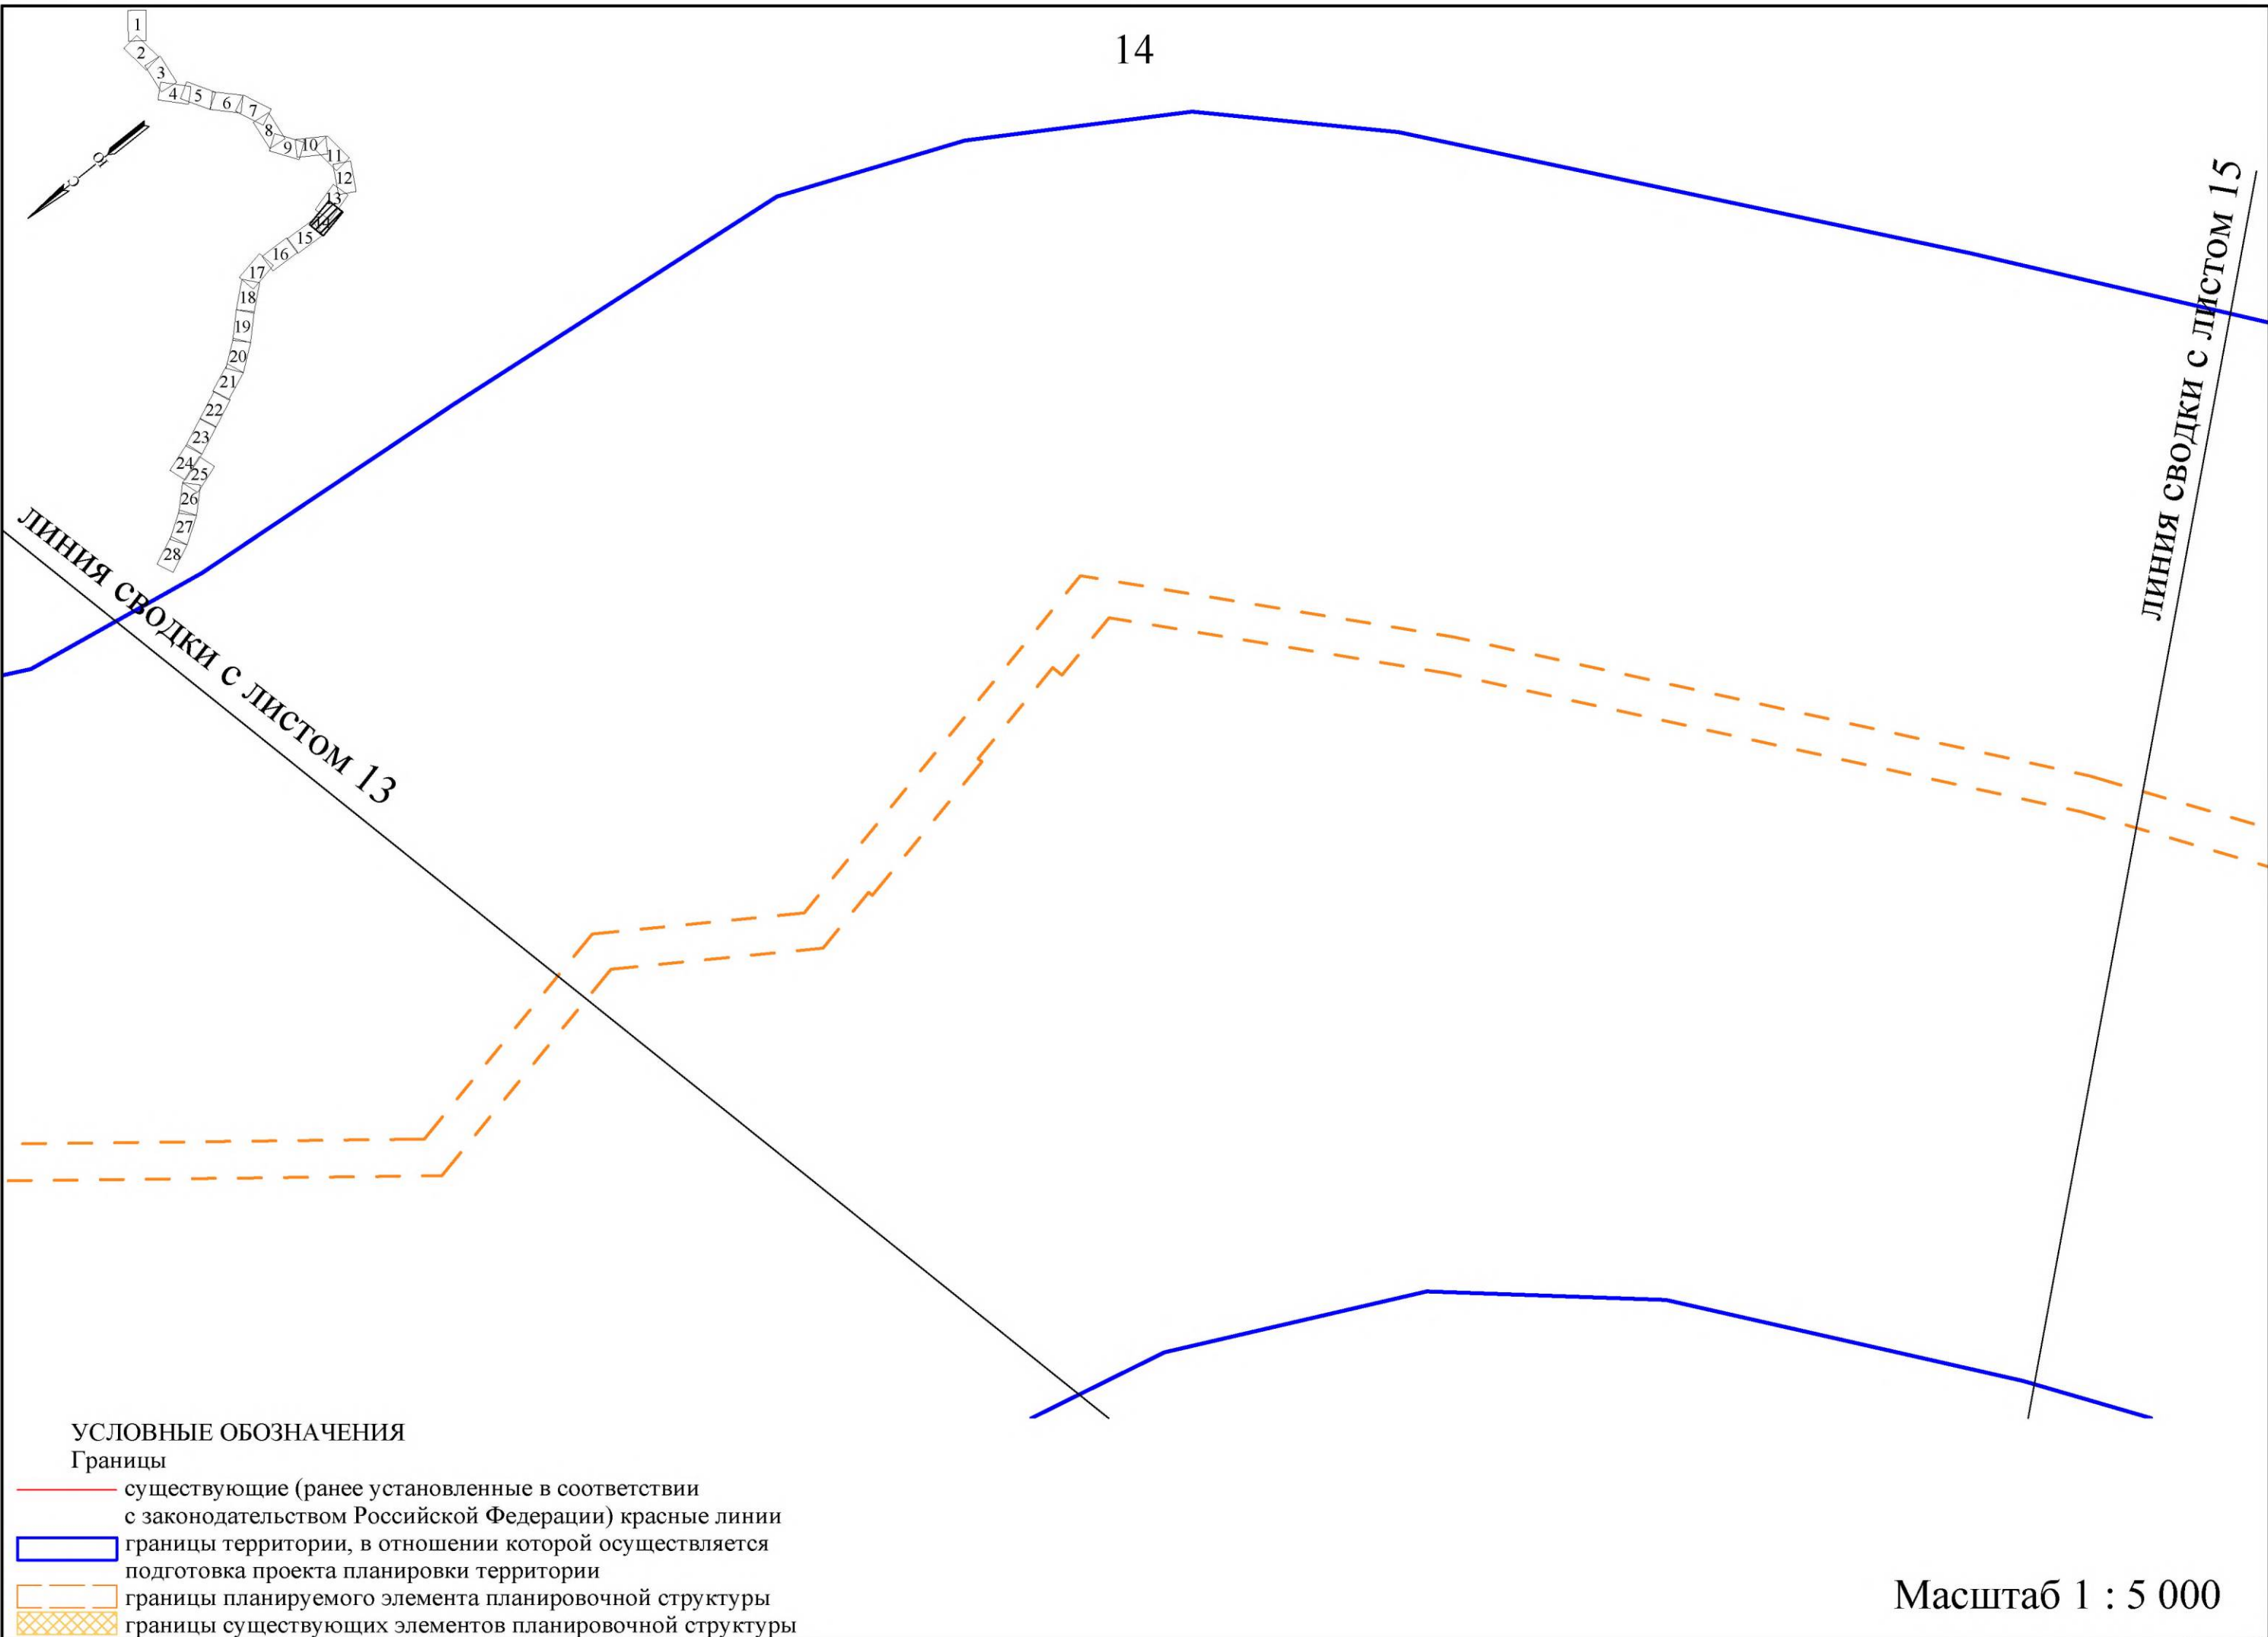 14
1
2
3
4
5
6
7
8
9
10
11
12
13
14
15
16
17
18
19
20
21
22
23
24
25
26
27
28
Ю
С
линия сводки с листом 13
линия сводки с листом 15
УСЛОВНЫЕ ОБОЗНАЧЕНИЯ
Границы
существующие (ранее установленные в соответствии
с законодательством Российской Федерации) красные линии
границы территории, в отношении которой осуществляется
подготовка проекта планировки территории
границы планируемого элемента планировочной структуры
границы существующих элементов планировочной структуры
Масштаб 1 : 5 000